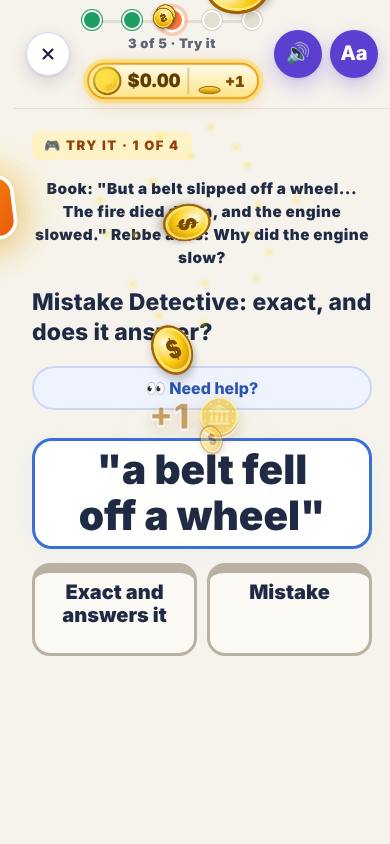 3 of 5 · Try it
$0.00 +1
Aa
TRY IT · 1 OF 4
Book: "But a belt slipped off a wheel...
The fire died, and the engine
slowed." Rebbe: Why did the engine
slow?
Mistake Detective: exact, and
does it answer?
Need help?
+1
"a belt fell
off a wheel"
Exact and
answers it
Mistake